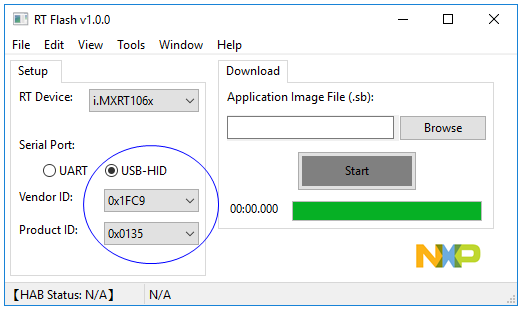 RT Flash v1.0.0
File Edit View Tools Window Help
Setup
RT Device: i.MXRT106x
Serial Port:
UART USB-HID
Vendor ID: 0x1FC9
Product ID: 0x0135
Download
Application Image File (.sb):
Browse
Start
00:00.000
NXP
【HAB Status: N/A】 N/A